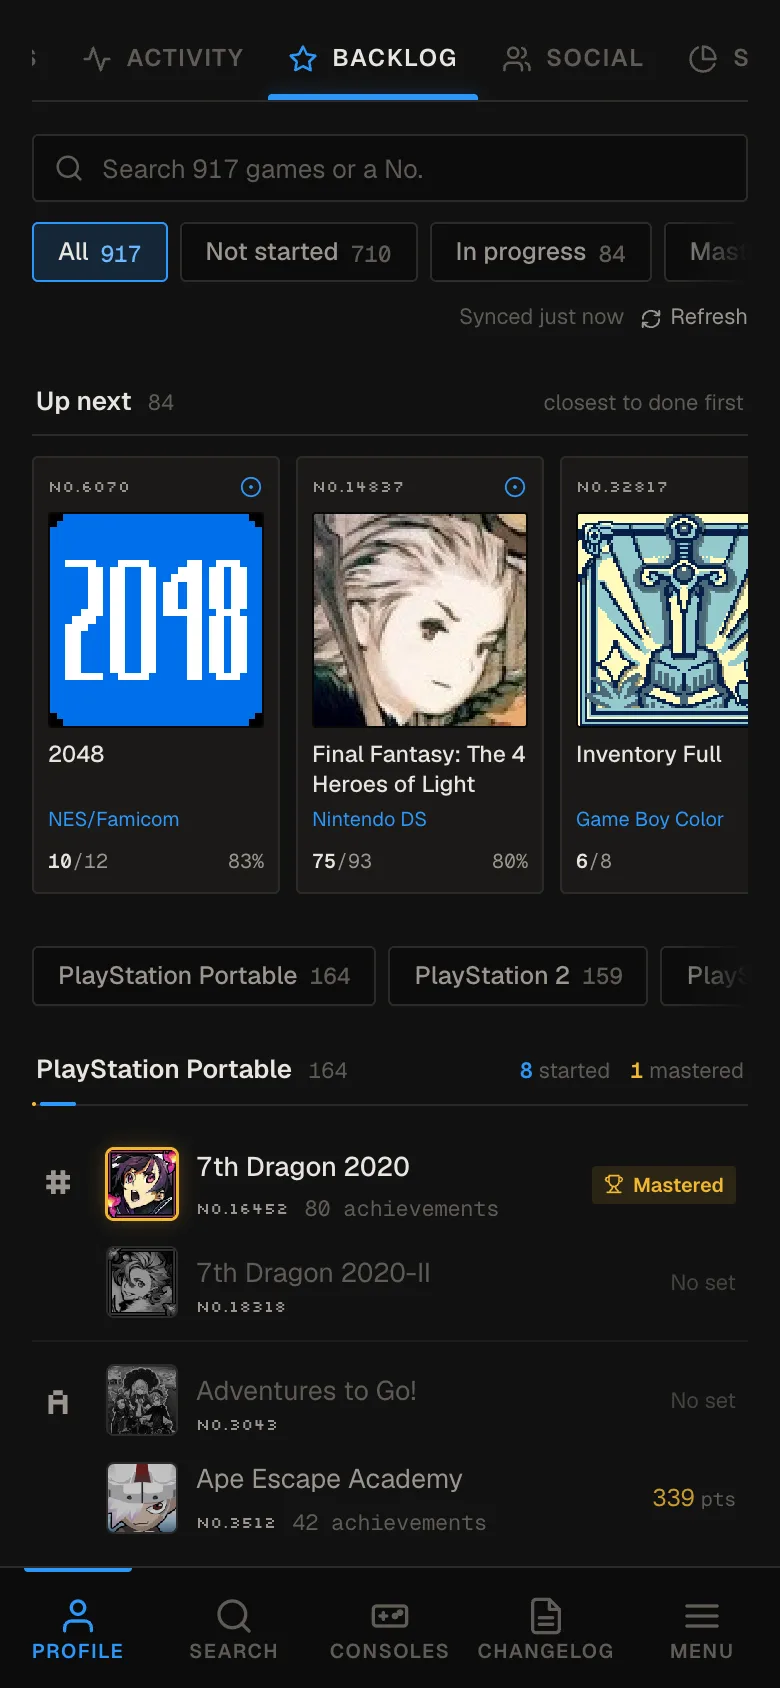 S ACTIVITY BACKLOG SOCIAL S
Search 917 games or a No.
All 917 Not started 710 In progress 84 Mast
Synced just now Refresh
Up next 84 closest to done first
NO.6070 NO.14837 NO.32817
2048
2048 Final Fantasy: The 4 Inventory Full
Heroes of Light
NES/Famicom Nintendo DS Game Boy Color
10/12 83% 75/93 80% 6/8
PlayStation Portable 164 PlayStation 2 159 PlayS
PlayStation Portable 164 8 started 1 mastered
#
7th Dragon 2020
NO.16452 80 achievements
Mastered
7th Dragon 2020-II
NO.18318
No set
A
Adventures to Go!
NO.3043
No set
Ape Escape Academy
NO.3512 42 achievements
339 pts
PROFILE SEARCH CONSOLES CHANGELOG MENU